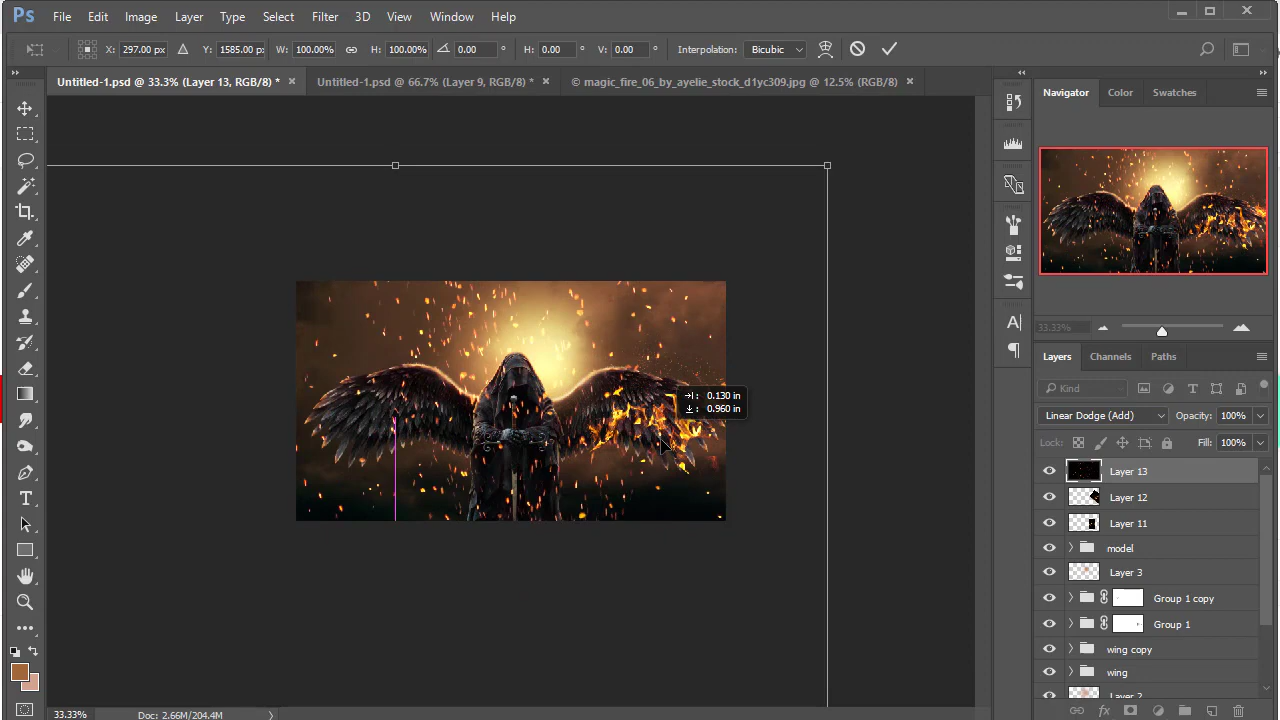 Ps File Edit Image Layer Type Select Filter 3D View Window Help
X: 297.00 px Y: 1585.00 px W: 100.00% H: 100.00% 0.00 ° H: 0.00 ° V: 0.00 ° Interpolation: Bicubic
Untitled-1.psd @ 33.3% (Layer 13, RGB/8) * × Untitled-1.psd @ 66.7% (Layer 9, RGB/8) * × © magic_fire_06_by_ayelie_stock_d1yc309.jpg @ 12.5% (RGB/8) ×
Navigator Color Swatches
33.33%
Layers Channels Paths
Kind
Linear Dodge (Add) Opacity: 100%
Lock: Fill: 100%
Layer 13
Layer 12
Layer 11
model
Layer 3
Group 1 copy
Group 1
wing copy
wing
Layer 2
0.130 in
0.960 in
33.33% Doc: 2.66M/204.4M